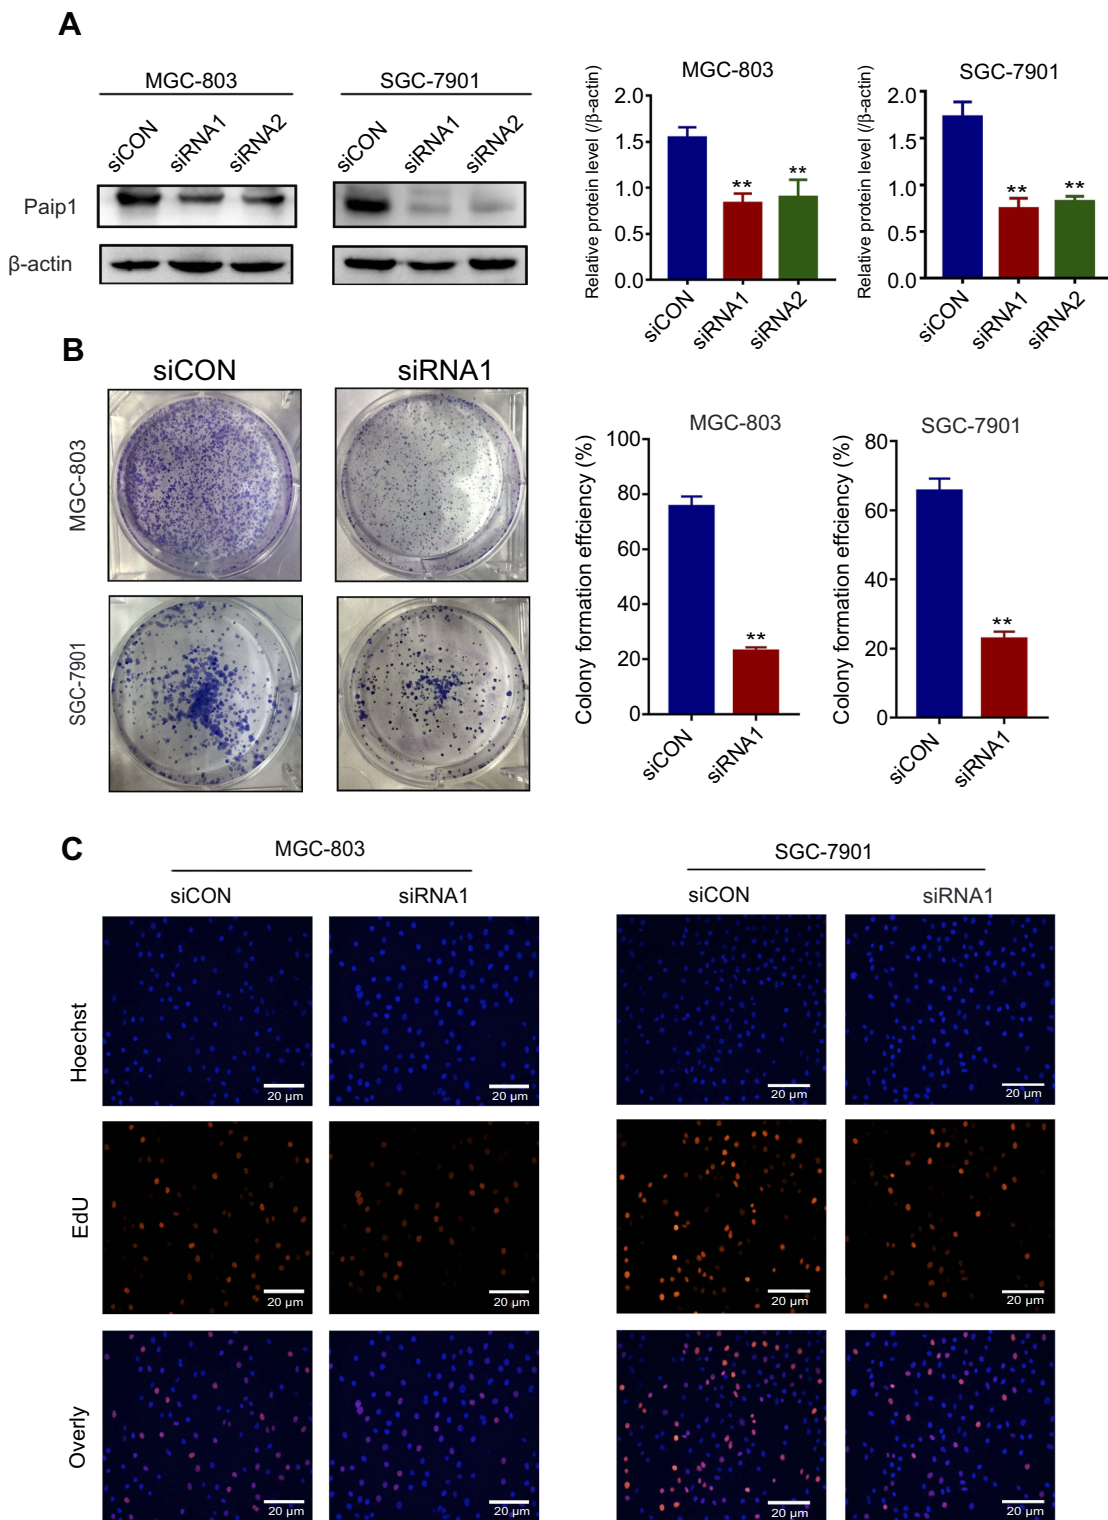 A
MGC-803
SGC-7901
siCON
siRNA1
siRNA2
siCON
siRNA1
siRNA2
Paip1
β-actin
MGC-803
Relative protein level (/β-actin)
2.0
1.5
1.0
0.5
0.0
**
**
siCON
siRNA1
siRNA2
SGC-7901
Relative protein level (/β-actin)
2.0
1.5
1.0
0.5
0.0
**
**
siCON
siRNA1
siRNA2
B
siCON
siRNA1
MGC-803
SGC-7901
MGC-803
Colony formation effciency (%)
100
80
60
40
20
0
**
siCON
siRNA1
SGC-7901
Colony formation effciency (%)
80
60
40
20
0
**
siCON
siRNA1
C
MGC-803
SGC-7901
siCON
siRNA1
siCON
siRNA1
Hoechst
20 µm
20 µm
20 µm
20 µm
EdU
20 µm
20 µm
20 µm
20 µm
Overly
20 µm
20 µm
20 µm
20 µm